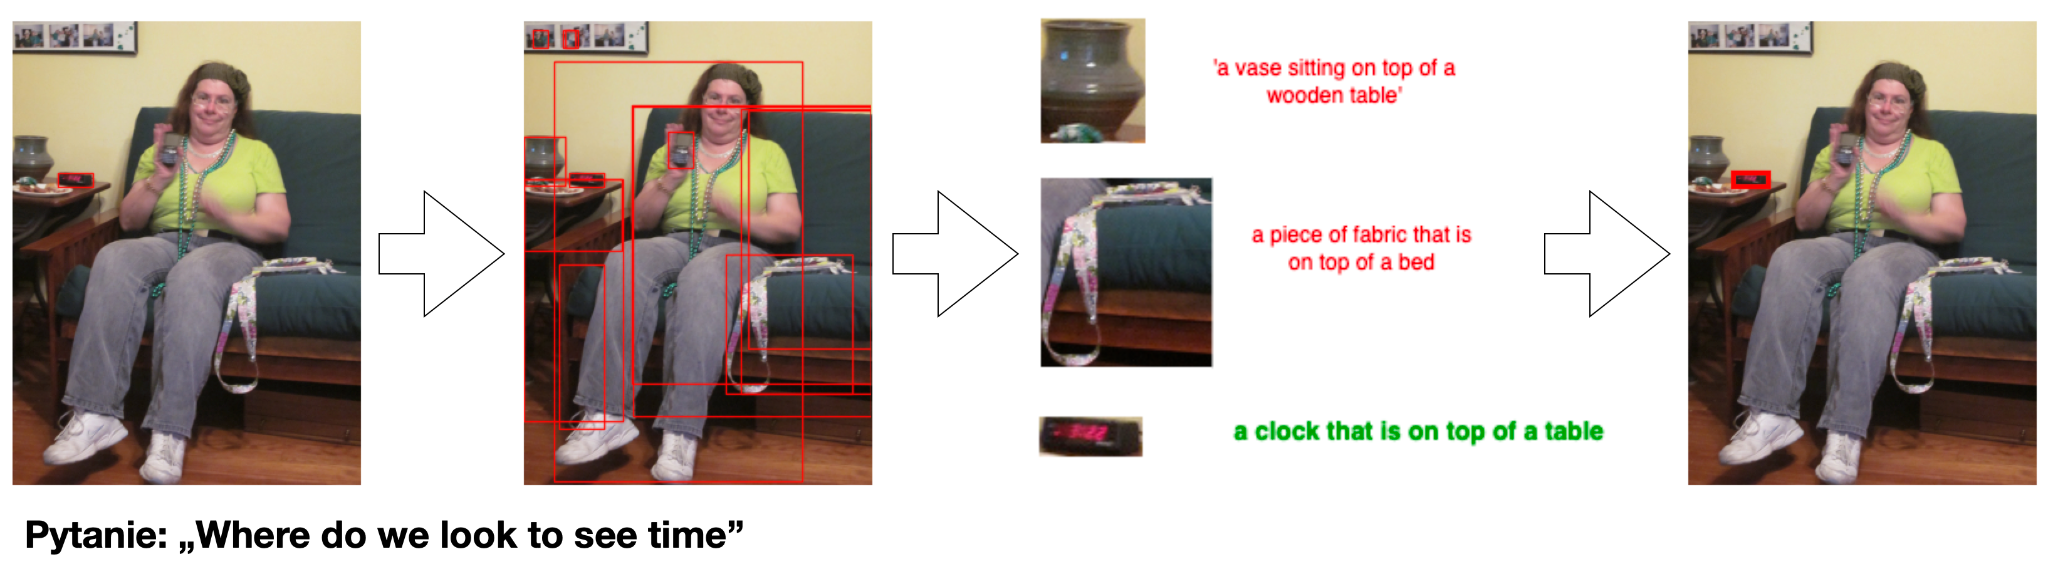 'a vase sitting on top of a
wooden table'
a piece of fabric that is
on top of a bed
a clock that is on top of a table
Pytanie: „Where do we look to see time”